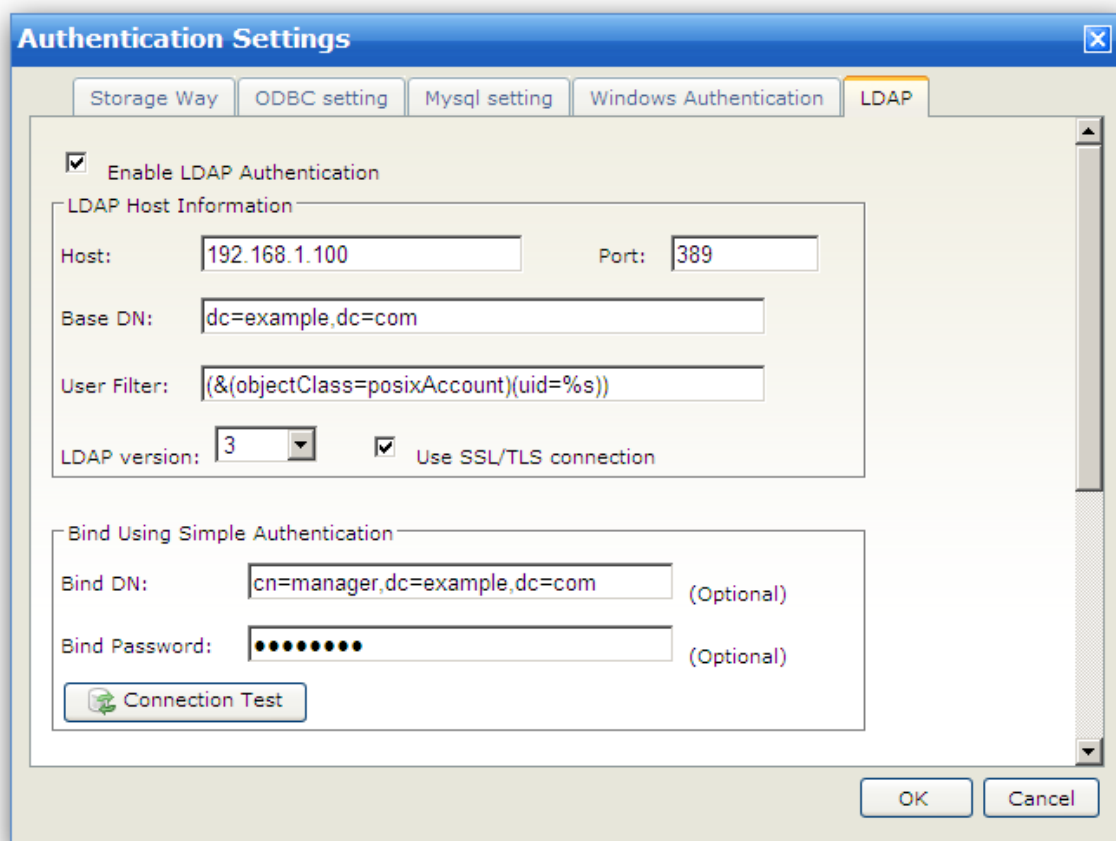 Authentication Settings
Storage Way ODBC setting Mysql setting Windows Authentication LDAP
Enable LDAP Authentication
LDAP Host Information
Host: 192.168.1.100 Port: 389
Base DN: dc=example,dc=com
User Filter: (&(objectClass=posixAccount)(uid=%s))
LDAP version: 3 Use SSL/TLS connection
Bind Using Simple Authentication
Bind DN: cn=manager,dc=example,dc=com (Optional)
Bind Password: ●●●●●●●● (Optional)
Connection Test
OK Cancel